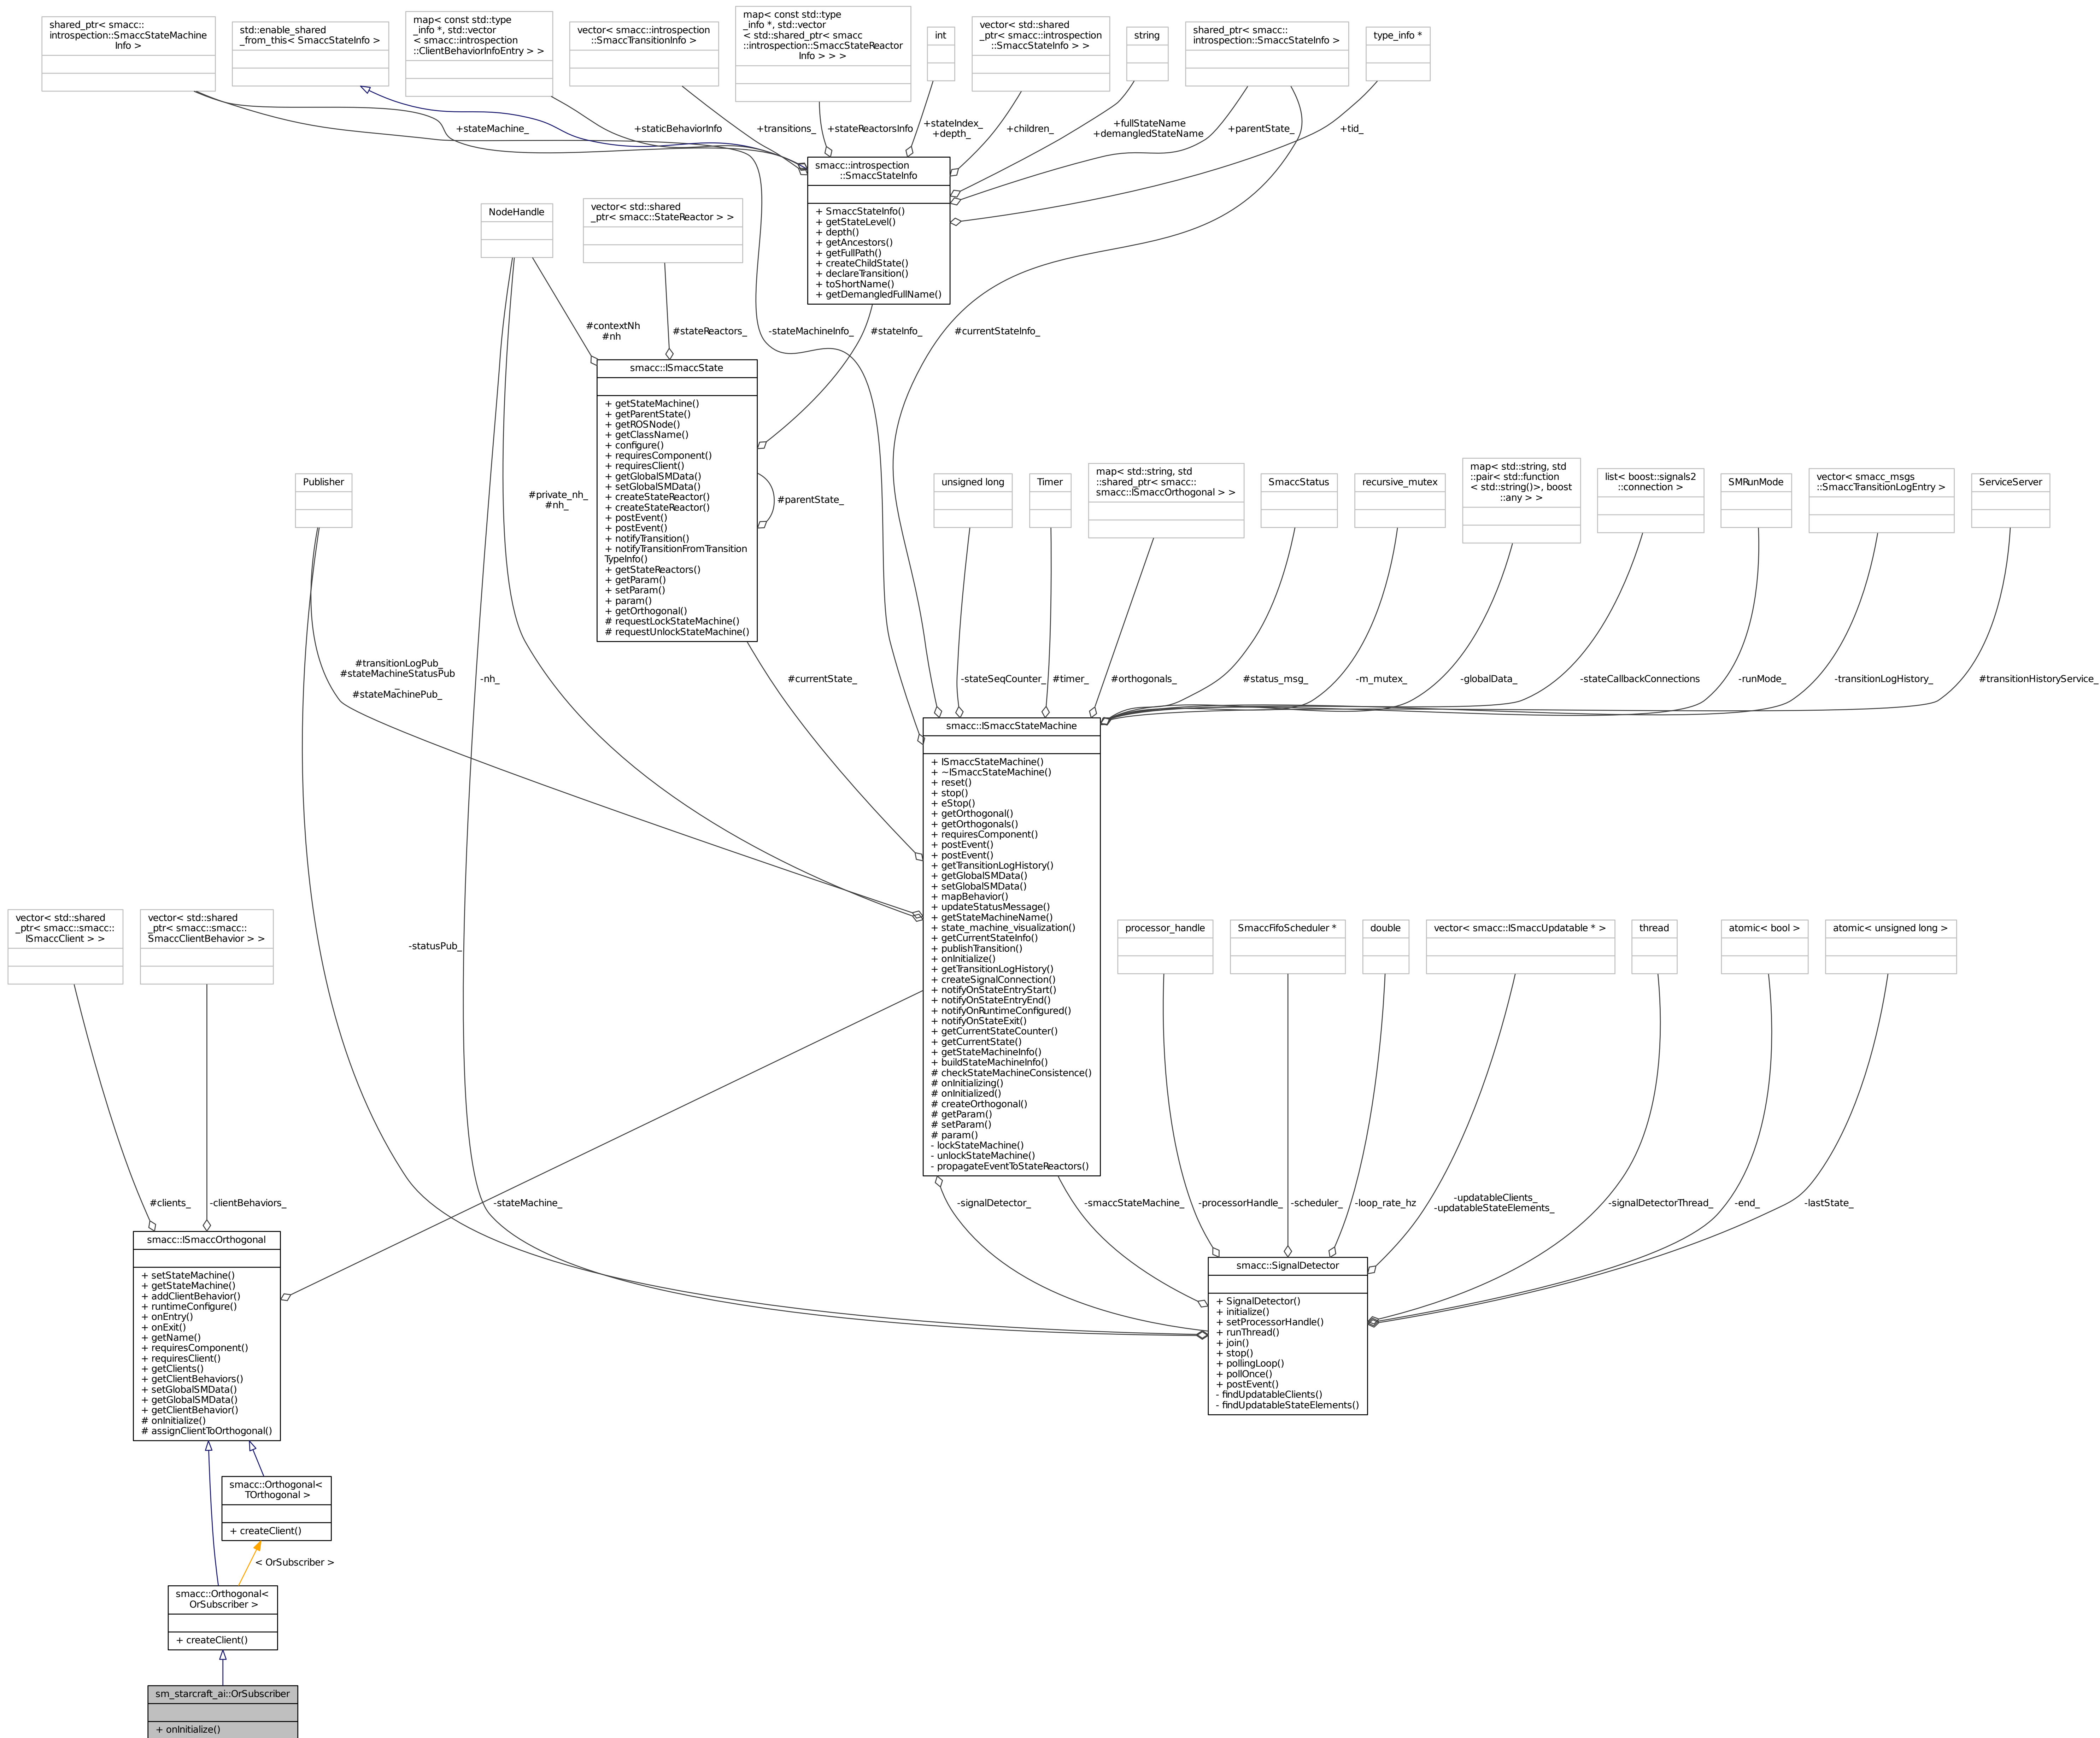 shared_ptr< smacc::
introspection::SmaccStateMachine
Info >
std::enable_shared
_from_this< SmaccStateInfo >
map< const std::type
_info *, std::vector
< smacc::introspection
::ClientBehaviorInfoEntry > >
vector< smacc::introspection
::SmaccTransitionInfo >
map< const std::type
_info *, std::vector
< std::shared_ptr< smacc
::introspection::SmaccStateReactor
Info > > >
int
vector< std::shared
_ptr< smacc::introspection
::SmaccStateInfo > >
string
shared_ptr< smacc::
introspection::SmaccStateInfo >
type_info *
+stateMachine_
+staticBehaviorInfo
+transitions_
+stateReactorsInfo
+stateIndex_
+depth_
+children_
+fullStateName
+demangledStateName
+parentState_
+tid_
smacc::introspection
::SmaccStateInfo
+ SmaccStateInfo()
+ getStateLevel()
+ depth()
+ getAncestors()
+ getFullPath()
+ createChildState()
+ declareTransition()
+ toShortName()
+ getDemangledFullName()
NodeHandle
vector< std::shared
_ptr< smacc::StateReactor > >
#contextNh
#nh
#stateReactors_
-stateMachineInfo_
#stateInfo_
#currentStateInfo_
smacc::ISmaccState
+ getStateMachine()
+ getParentState()
+ getROSNode()
+ getClassName()
+ configure()
+ requiresComponent()
+ requiresClient()
+ getGlobalSMData()
+ setGlobalSMData()
+ createStateReactor()
+ createStateReactor()
+ postEvent()
+ postEvent()
+ notifyTransition()
+ notifyTransitionFromTransition
TypeInfo()
+ getStateReactors()
+ getParam()
+ setParam()
+ param()
+ getOrthogonal()
# requestLockStateMachine()
# requestUnlockStateMachine()
#private_nh_
#nh_
#parentState_
Publisher
unsigned long
Timer
map< std::string, std
::shared_ptr< smacc::
smacc::ISmaccOrthogonal > >
SmaccStatus
recursive_mutex
map< std::string, std
::pair< std::function
< std::string()>, boost
::any > >
list< boost::signals2
::connection >
SMRunMode
vector< smacc_msgs
::SmaccTransitionLogEntry >
ServiceServer
#transitionLogPub_
#stateMachineStatusPub
_
#stateMachinePub_
-nh_
#currentState_
-stateSeqCounter_
#timer_
#orthogonals_
#status_msg_
-m_mutex_
-globalData_
-stateCallbackConnections
-runMode_
-transitionLogHistory_
#transitionHistoryService_
smacc::ISmaccStateMachine
+ ISmaccStateMachine()
+ ~ISmaccStateMachine()
+ reset()
+ stop()
+ eStop()
+ getOrthogonal()
+ getOrthogonals()
+ requiresComponent()
+ postEvent()
+ postEvent()
+ getTransitionLogHistory()
+ getGlobalSMData()
+ setGlobalSMData()
+ mapBehavior()
+ updateStatusMessage()
+ getStateMachineName()
+ state_machine_visualization()
+ getCurrentStateInfo()
+ publishTransition()
+ onInitialize()
+ getTransitionLogHistory()
+ createSignalConnection()
+ notifyOnStateEntryStart()
+ notifyOnStateEntryEnd()
+ notifyOnRuntimeConfigured()
+ notifyOnStateExit()
+ getCurrentStateCounter()
+ getCurrentState()
+ getStateMachineInfo()
+ buildStateMachineInfo()
# checkStateMachineConsistence()
# onInitializing()
# onInitialized()
# createOrthogonal()
# getParam()
# setParam()
# param()
- lockStateMachine()
- unlockStateMachine()
- propagateEventToStateReactors()
vector< std::shared
_ptr< smacc::smacc::
ISmaccClient > >
vector< std::shared
_ptr< smacc::smacc::
SmaccClientBehavior > >
-statusPub_
processor_handle
SmaccFifoScheduler *
double
vector< smacc::ISmaccUpdatable * >
thread
atomic< bool >
atomic< unsigned long >
#clients_
-clientBehaviors_
-stateMachine_
-signalDetector_
-smaccStateMachine_
-processorHandle_
-scheduler_
-loop_rate_hz
-updatableClients_
-updatableStateElements_
-signalDetectorThread_
-end_
-lastState_
smacc::ISmaccOrthogonal
+ setStateMachine()
+ getStateMachine()
+ addClientBehavior()
+ runtimeConfigure()
+ onEntry()
+ onExit()
+ getName()
+ requiresComponent()
+ requiresClient()
+ getClients()
+ getClientBehaviors()
+ setGlobalSMData()
+ getGlobalSMData()
+ getClientBehavior()
# onInitialize()
# assignClientToOrthogonal()
smacc::SignalDetector
+ SignalDetector()
+ initialize()
+ setProcessorHandle()
+ runThread()
+ join()
+ stop()
+ pollingLoop()
+ pollOnce()
+ postEvent()
- findUpdatableClients()
- findUpdatableStateElements()
smacc::Orthogonal<
TOrthogonal >
+ createClient()
< OrSubscriber >
smacc::Orthogonal<
OrSubscriber >
+ createClient()
sm_starcraft_ai::OrSubscriber
+ onInitialize()